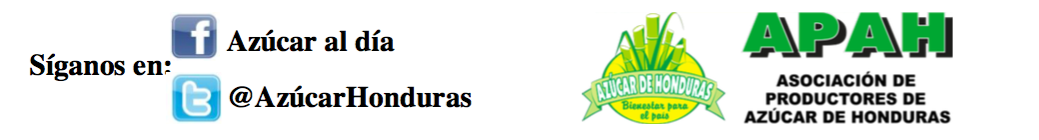 Síganos en:
Azúcar al día
@AzúcarHonduras
AZÚCAR DE HONDURAS
Bienestar para
el país
APAH
ASOCIACIÓN DE
PRODUCTORES DE
AZÚCAR DE HONDURAS